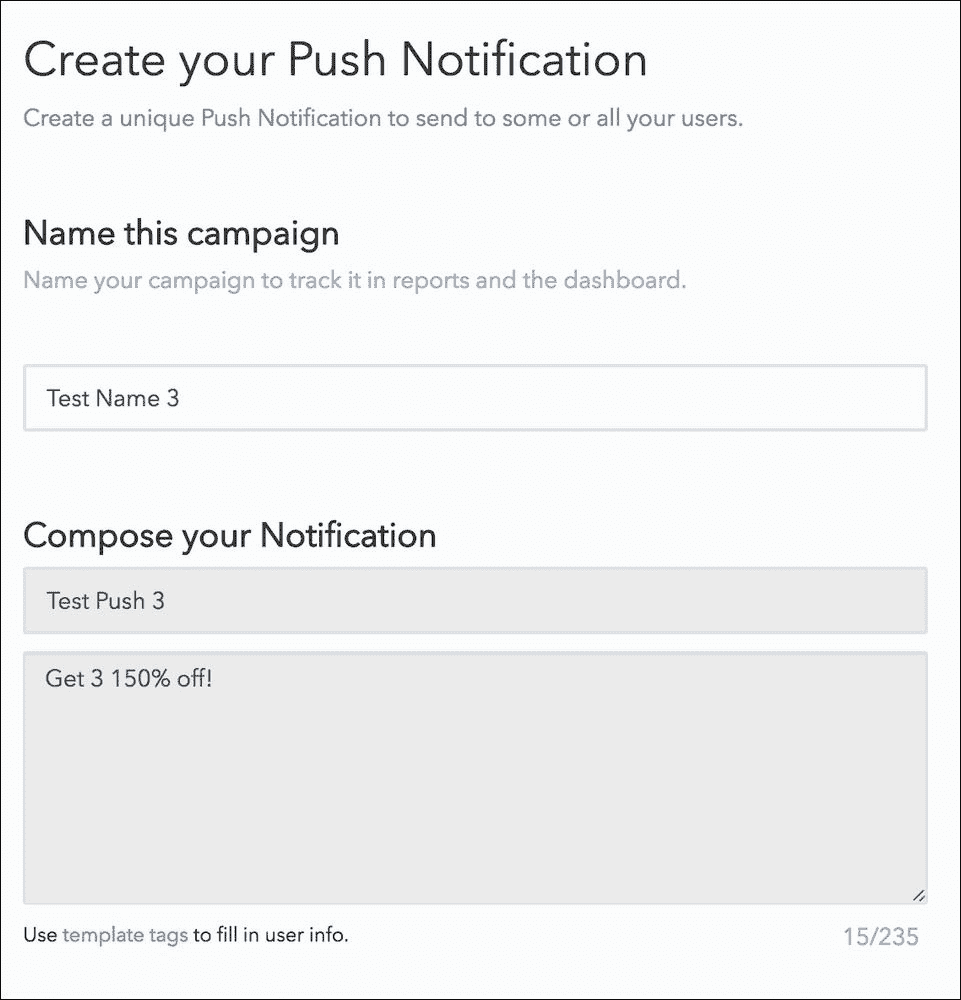 Create your Push Notification
Create a unique Push Notification to send to some or all your users.
Name this campaign
Name your campaign to track it in reports and the dashboard.
Test Name 3
Compose your Notification
Test Push 3
Get 3 150% off!
Use template tags to fill in user info.
15/235